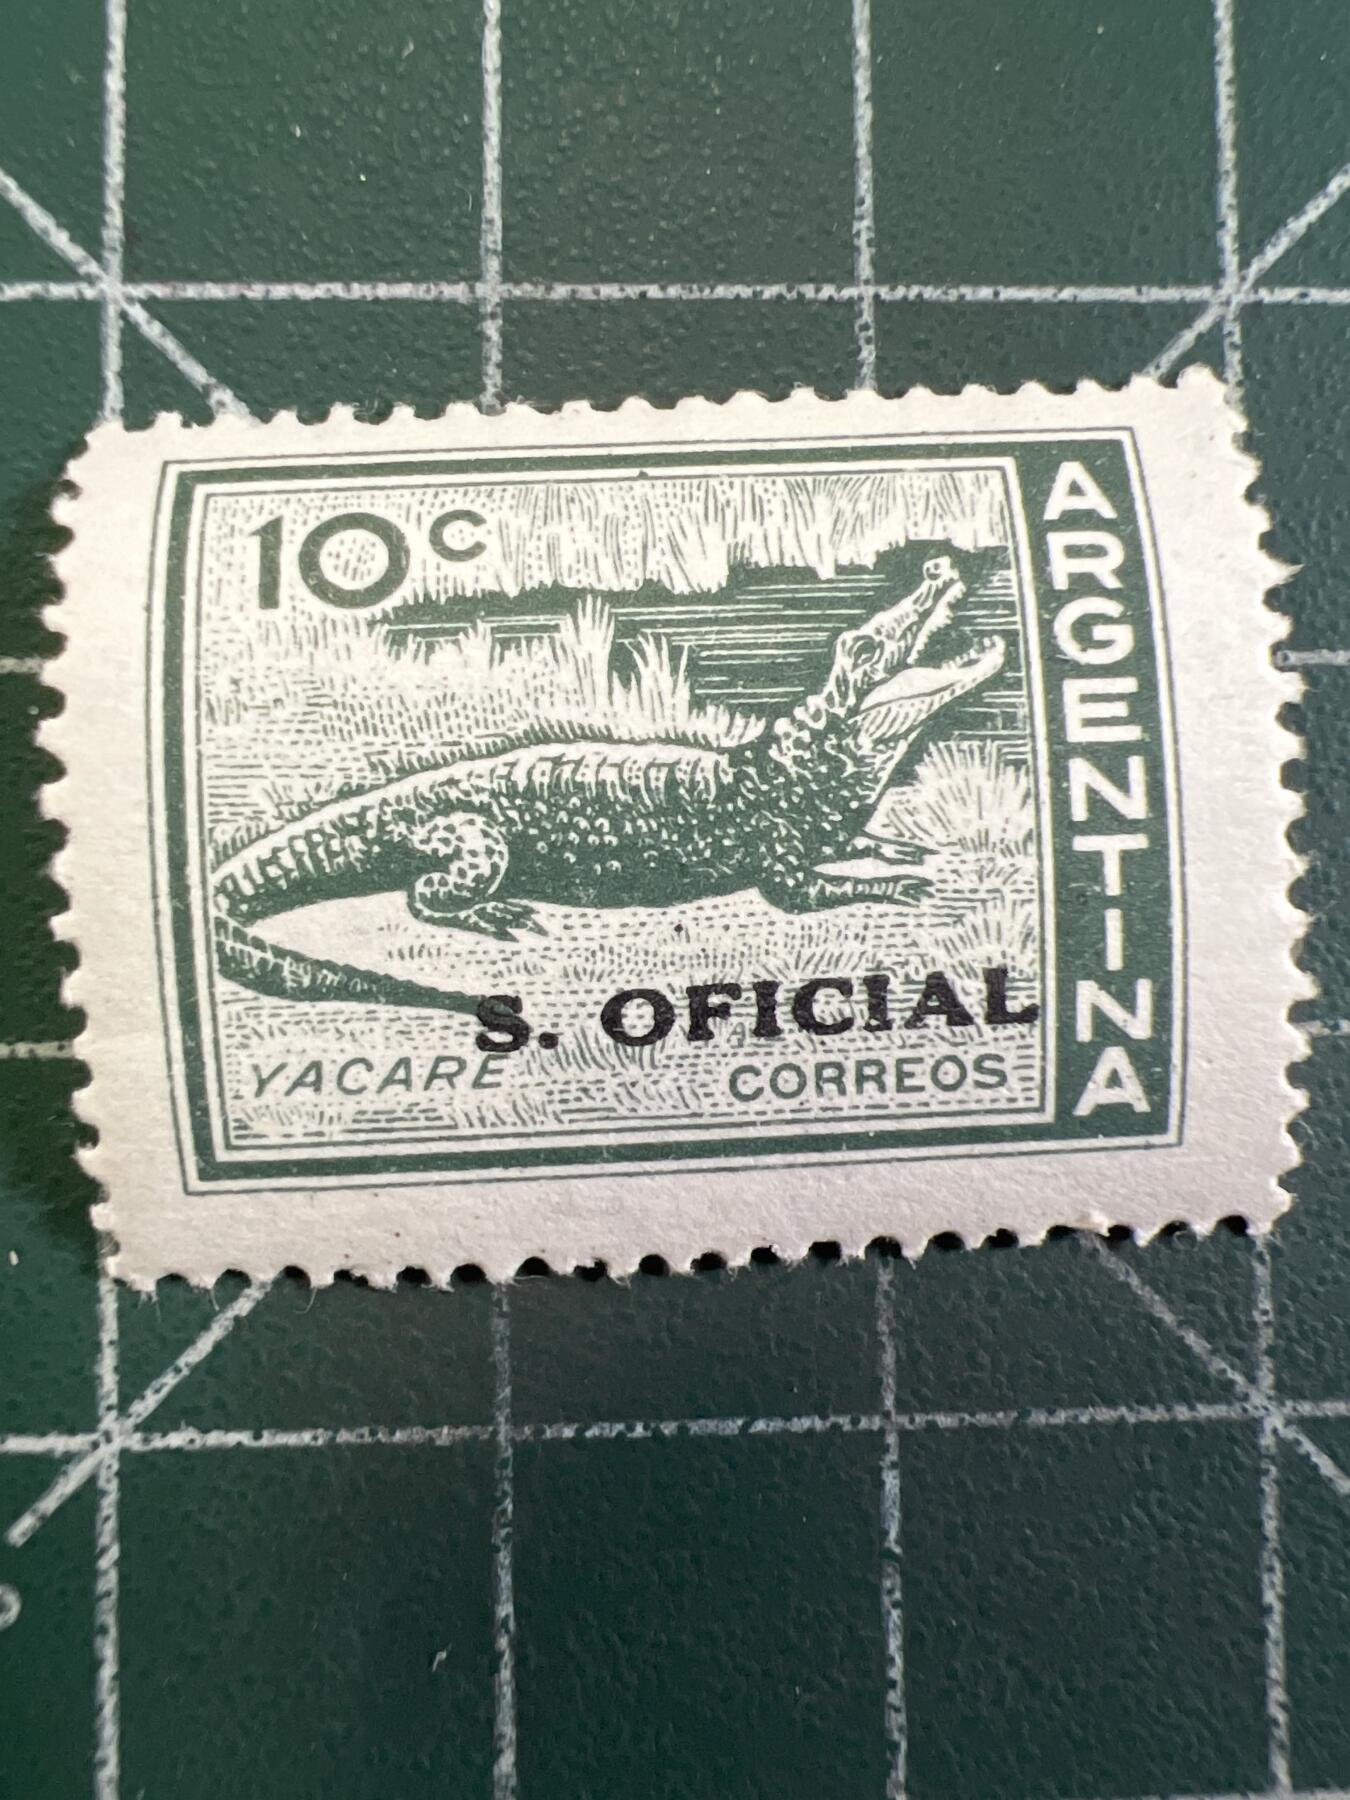 10c
ARGENTINA
S. OFICIAL
YACARE
CORREOS